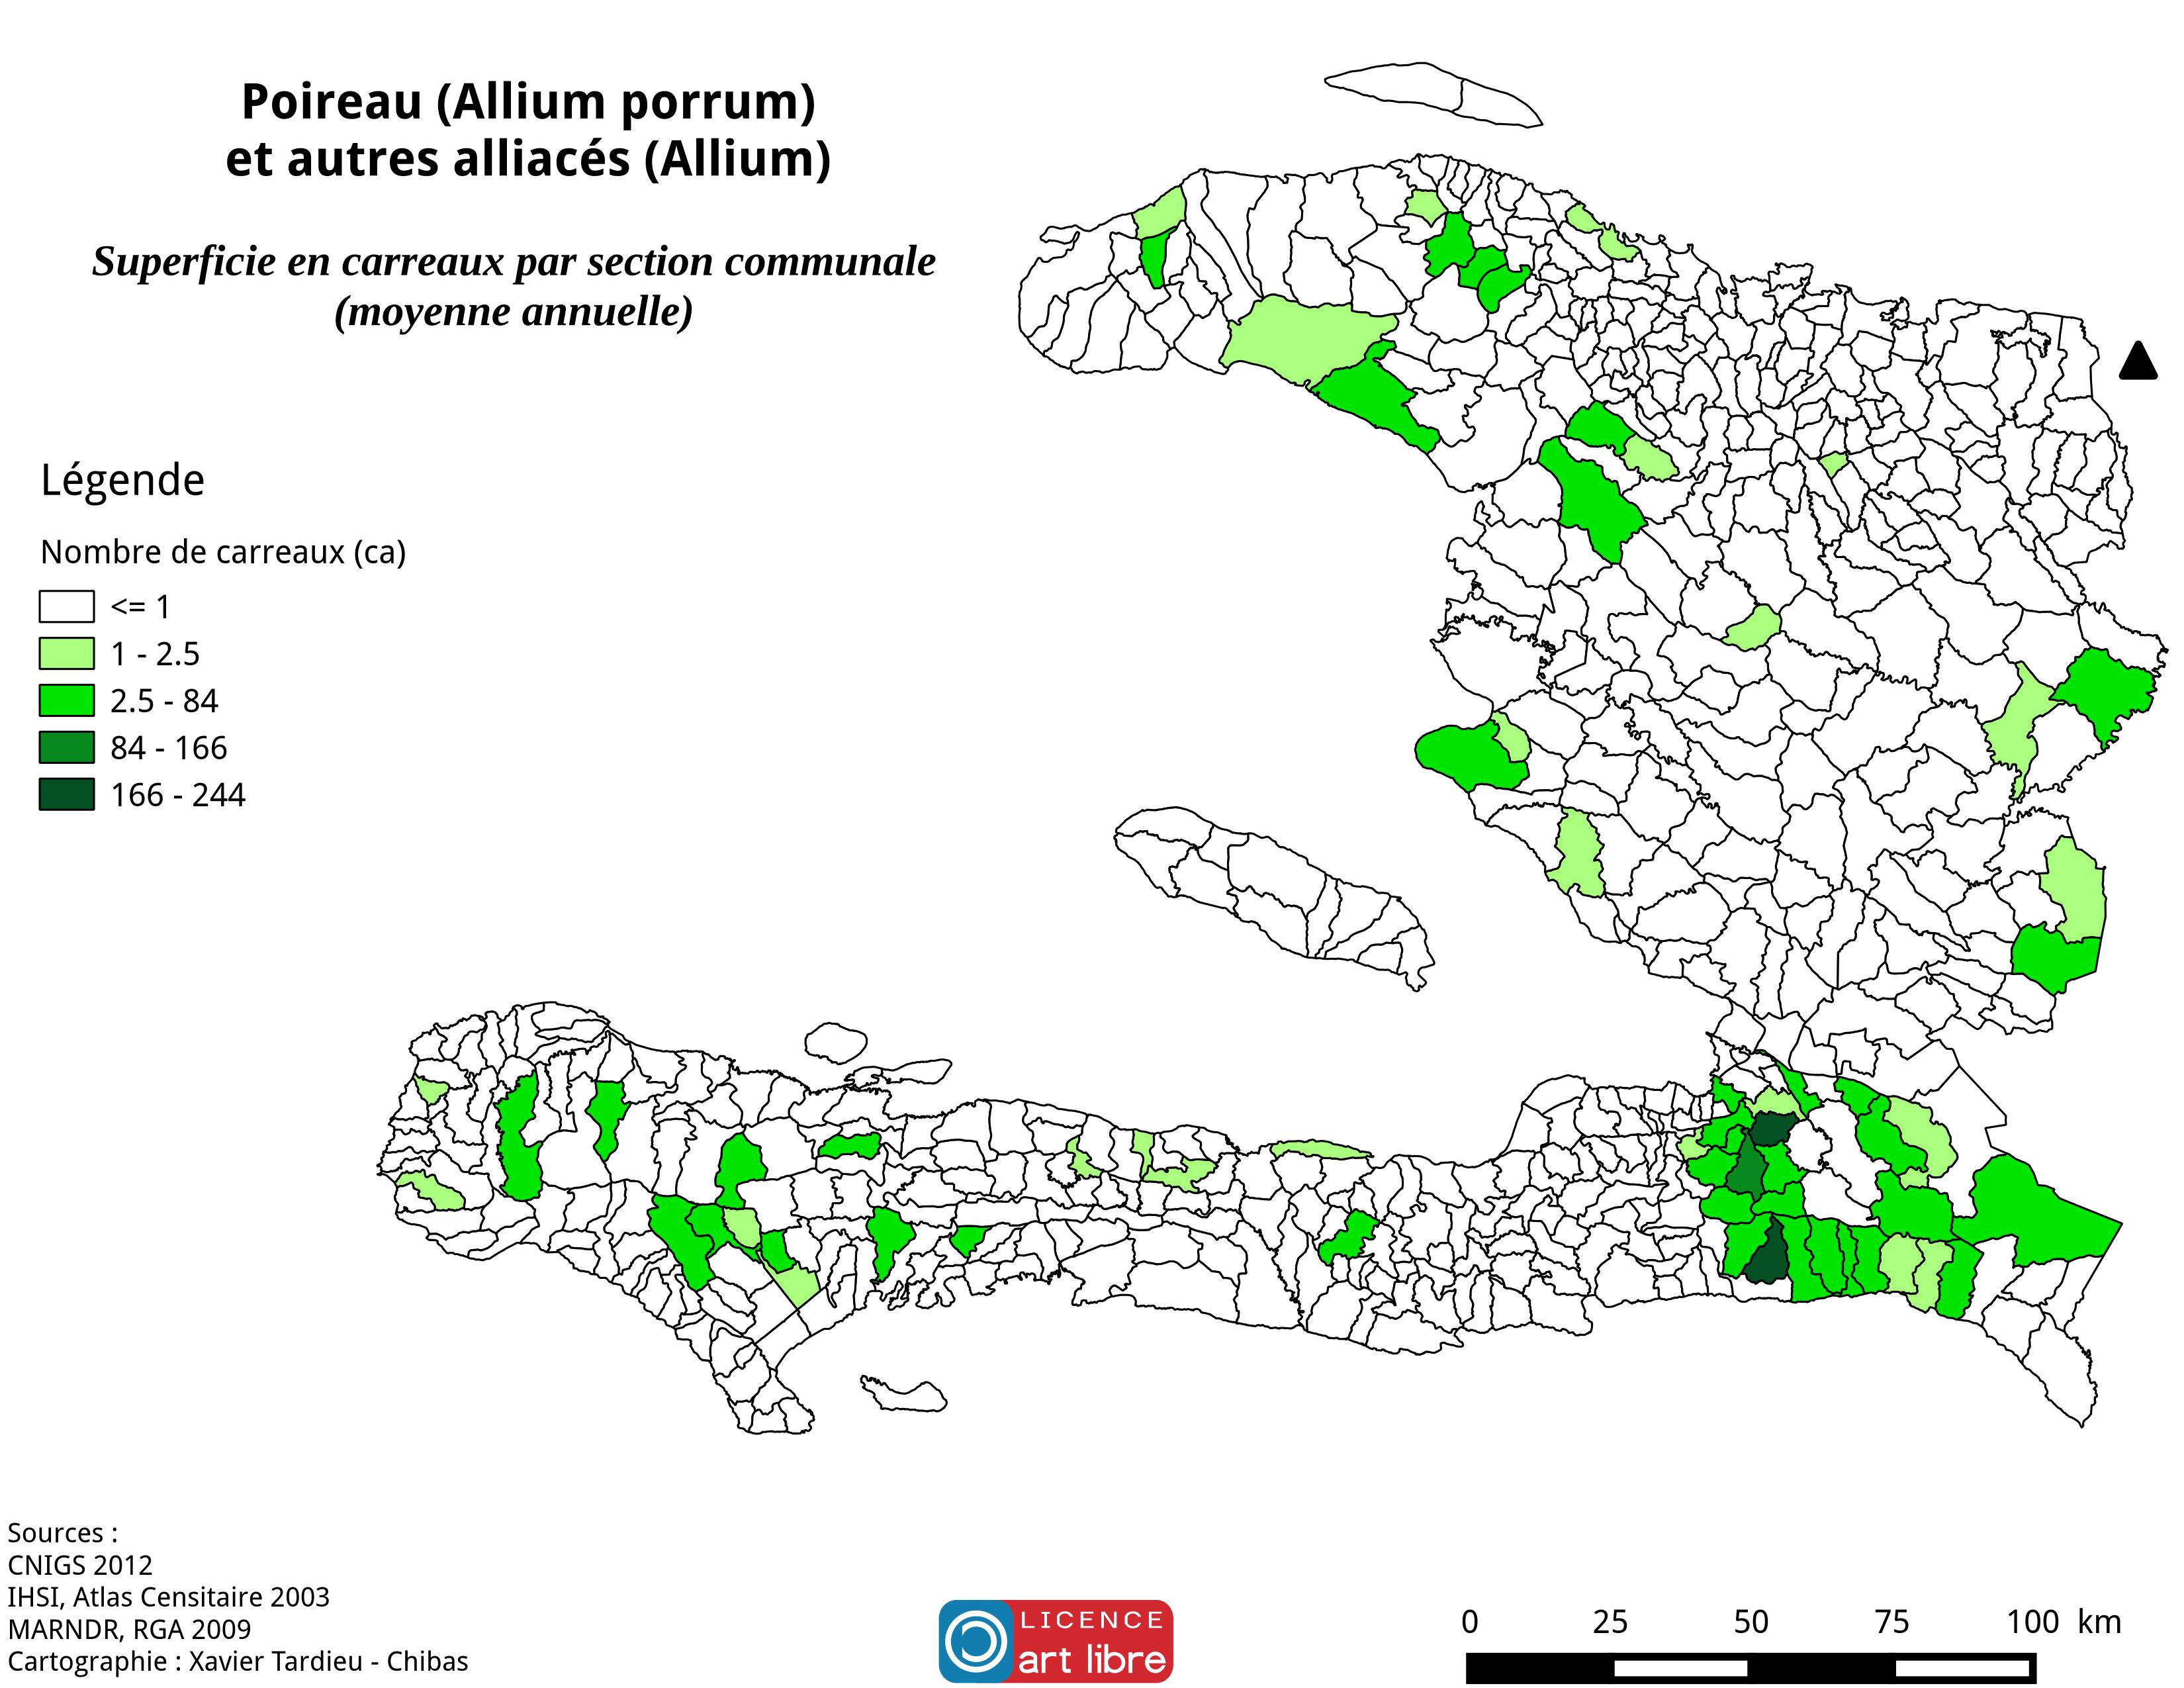 Poireau (Allium porrum)
et autres alliacés (Allium)
Superficie en carreaux par section communale
(moyenne annuelle)
Légende
Nombre de carreaux (ca)
<= 1
1 - 2.5
2.5 - 84
84 - 166
166 - 244
Sources :
CNIGS 2012
IHSI, Atlas Censitaire 2003
MARNDR, RGA 2009
Cartographie : Xavier Tardieu - Chibas
LICENCE
art libre
0 25 50 75 100 km